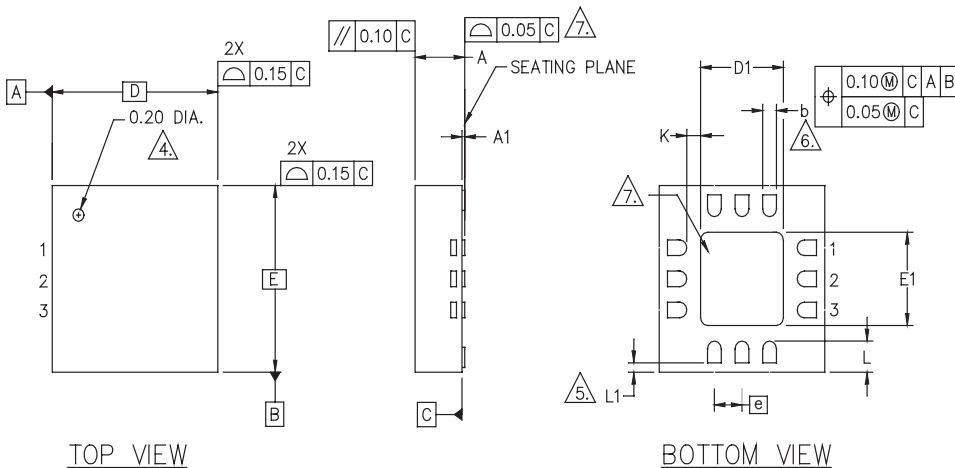 // 0.10 C
⌓ 0.05 C 7.
2X
⌓ 0.15 C
A
D
A
SEATING PLANE
D1
⌖ 0.10 Ⓜ C A B
0.05 Ⓜ C
0.20 DIA.
4.
A1
K
b
6.
2X
⌓ 0.15 C
7.
1
2
3
E
1
2
3
E1
L
5. L1
e
B
C
TOP VIEW
BOTTOM VIEW